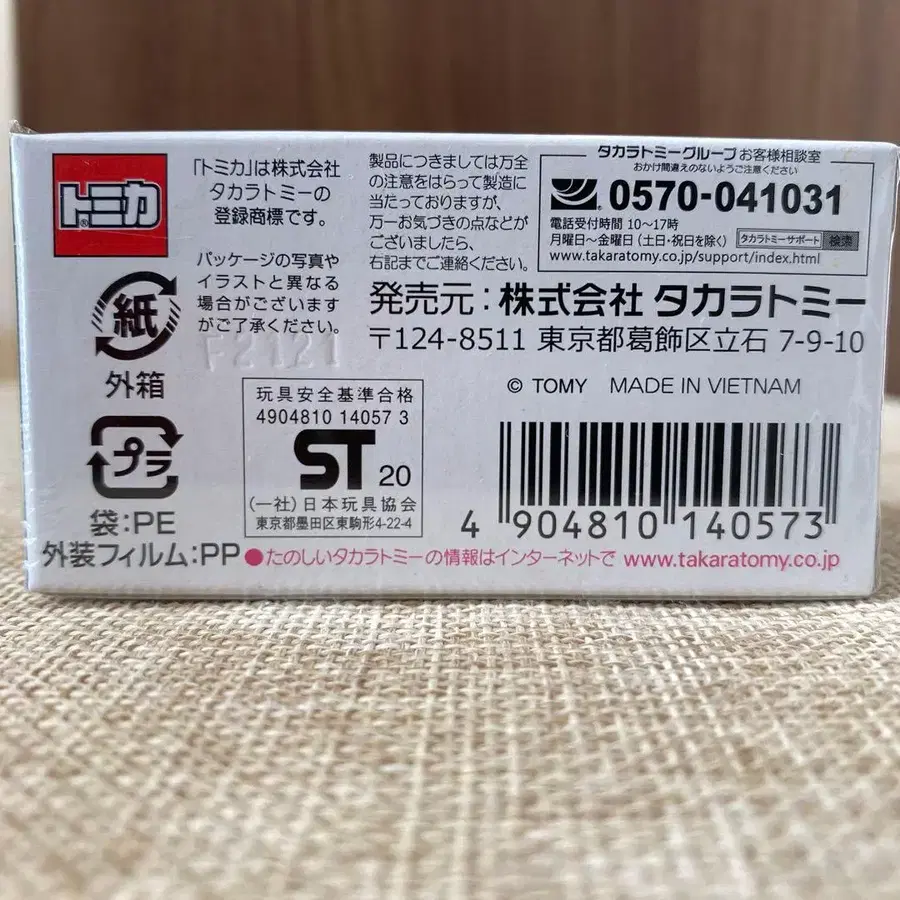 トミカ
®
「トミカ」は株式会社
タカラトミーの
登録商標です。
パッケージの写真や
イラストと異なる
場合がございます
がご了承ください。
F2121
紙
外箱
プラ
袋:PE
外装フィルム:PP
製品につきましては万全
の注意をはらって製造に
当たっておりますが、
万一お気づきの点などが
ございましたら、
右記までご連絡ください。
タカラトミーグループ お客様相談室
おかけ間違えのないようご注意ください
0570-041031
電話受付時間 10〜17時
月曜日〜金曜日 (土日・祝日を除く) タカラトミーサポート 検索
www.takaratomy.co.jp/support/index.html
発売元:株式会社 タカラトミー
〒124-8511 東京都葛飾区立石 7-9-10
© TOMY MADE IN VIETNAM
玩具安全基準合格
4904810 14057 3
ST 20
(一社)日本玩具協会
東京都墨田区東駒形4-22-4
4 904810 140573
●たのしいタカラトミーの情報はインターネットで www.takaratomy.co.jp